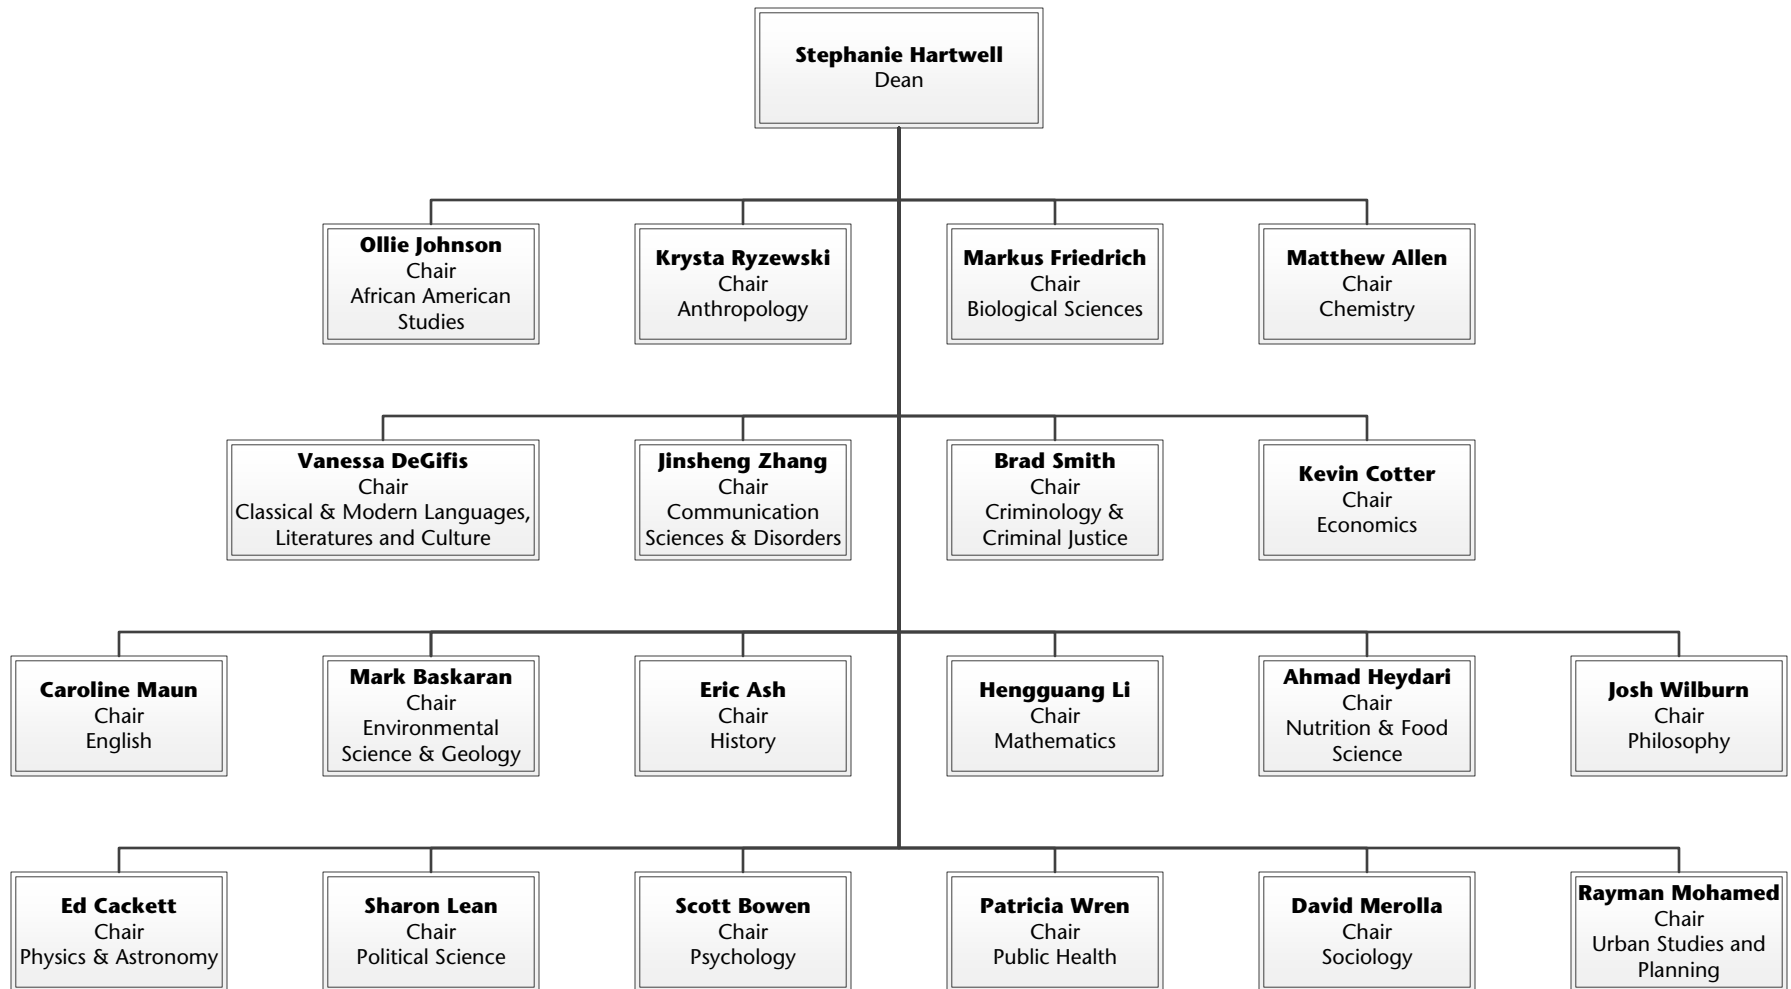 Stephanie Hartwell
Dean
Ollie Johnson
Chair
African American
Studies
Krysta Ryzewski
Chair
Anthropology
Markus Friedrich
Chair
Biological Sciences
Matthew Allen
Chair
Chemistry
Vanessa DeGifis
Chair
Classical & Modern Languages,
Literatures and Culture
Jinsheng Zhang
Chair
Communication
Sciences & Disorders
Brad Smith
Chair
Criminology &
Criminal Justice
Kevin Cotter
Chair
Economics
Caroline Maun
Chair
English
Mark Baskaran
Chair
Environmental
Science & Geology
Eric Ash
Chair
History
Hengguang Li
Chair
Mathematics
Ahmad Heydari
Chair
Nutrition & Food
Science
Josh Wilburn
Chair
Philosophy
Ed Cackett
Chair
Physics & Astronomy
Sharon Lean
Chair
Political Science
Scott Bowen
Chair
Psychology
Patricia Wren
Chair
Public Health
David Merolla
Chair
Sociology
Rayman Mohamed
Chair
Urban Studies and
Planning